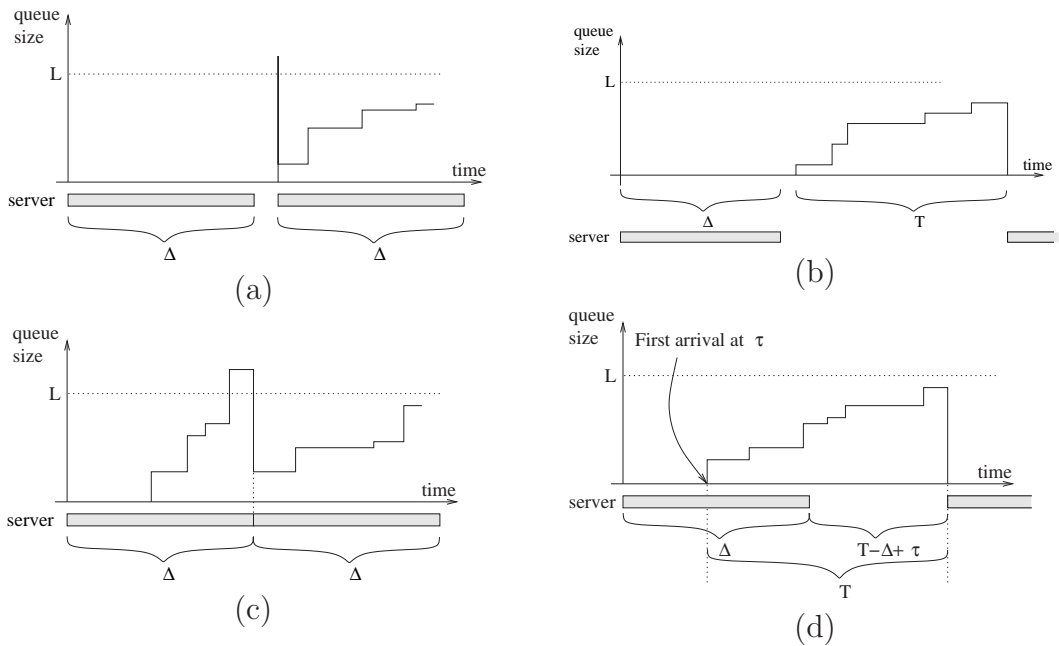 queue
size
L
time
server
Δ
Δ
(a)
queue
size
L
time
Δ
T
server
(b)
queue
size
L
time
server
Δ
Δ
(c)
queue
size
First arrival at τ
L
time
server
Δ
T−Δ+ τ
T
(d)